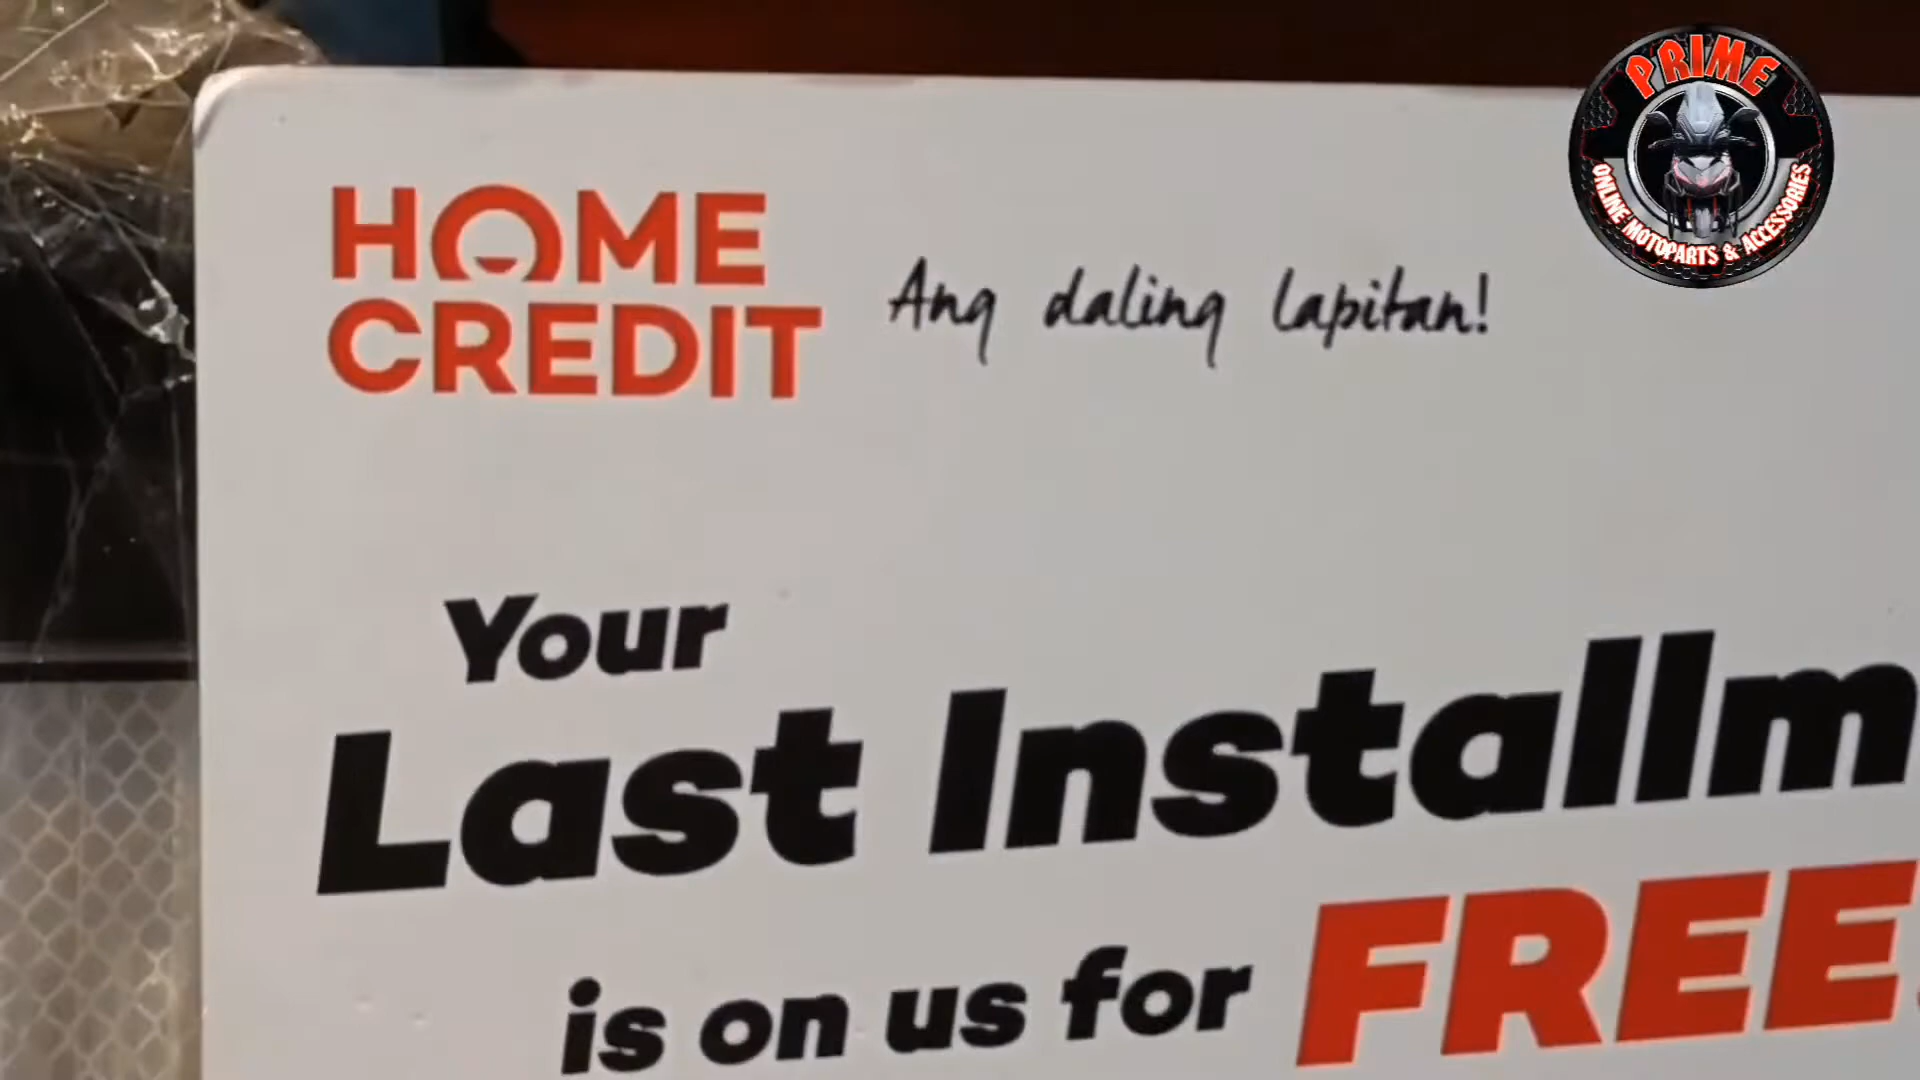 HOME
CREDIT
Ang daling lapitan!
PRIME
ONLINE MOTOPARTS & ACCESSORIES
Your
Last Installm
is on us for FREE